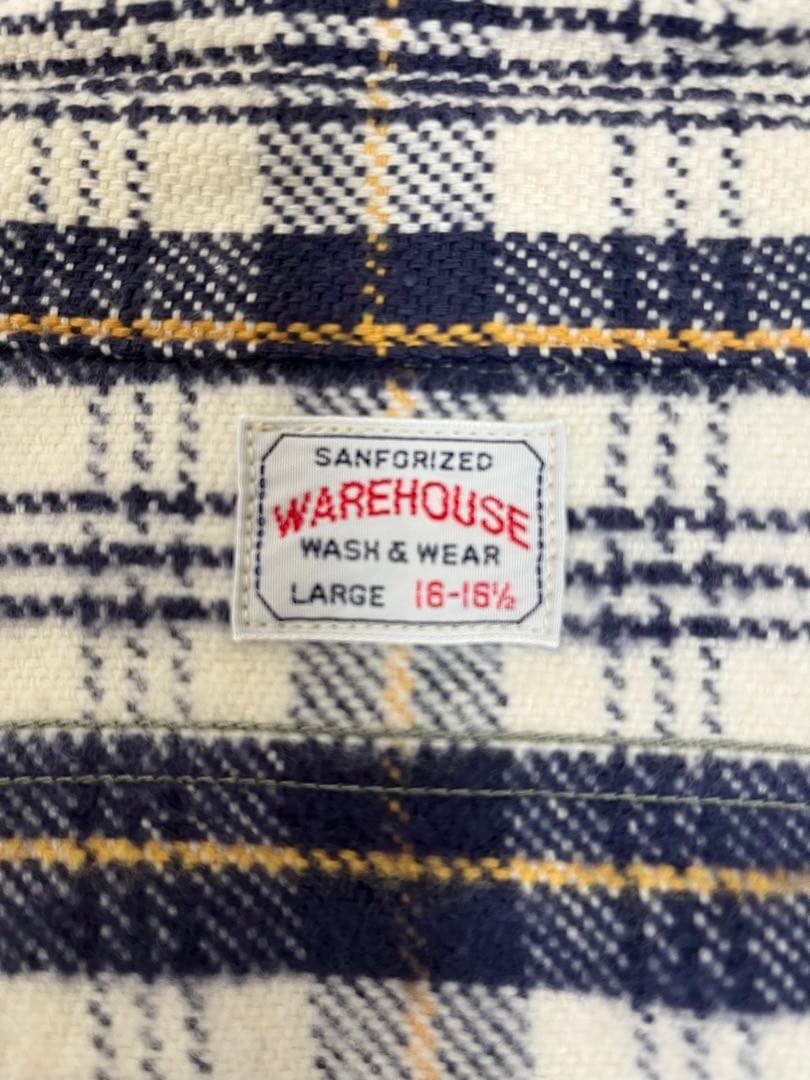 SANFORIZED
WAREHOUSE
WASH & WEAR
LARGE 16-16½